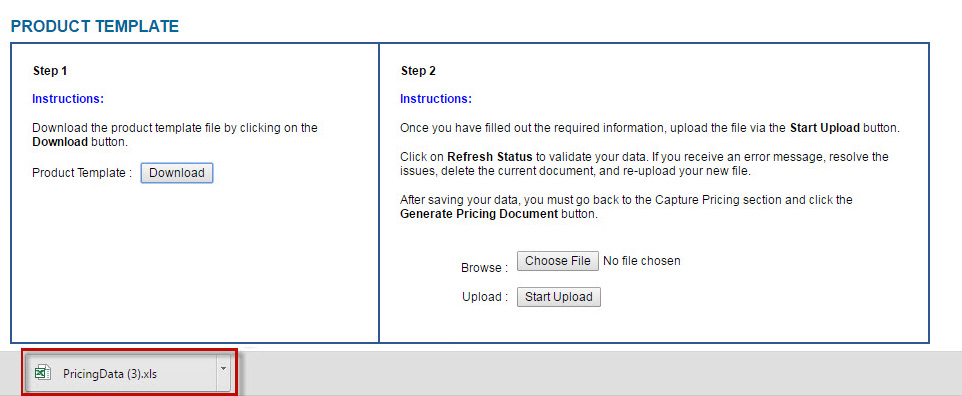 PRODUCT TEMPLATE
Step 1
Instructions:
Download the product template file by clicking on the
Download button.
Product Template : Download
Step 2
Instructions:
Once you have filled out the required information, upload the file via the Start Upload button.
Click on Refresh Status to validate your data. If you receive an error message, resolve the
issues, delete the current document, and re-upload your new file.
After saving your data, you must go back to the Capture Pricing section and click the
Generate Pricing Document button.
Browse : Choose File No file chosen
Upload : Start Upload
PricingData (3).xls